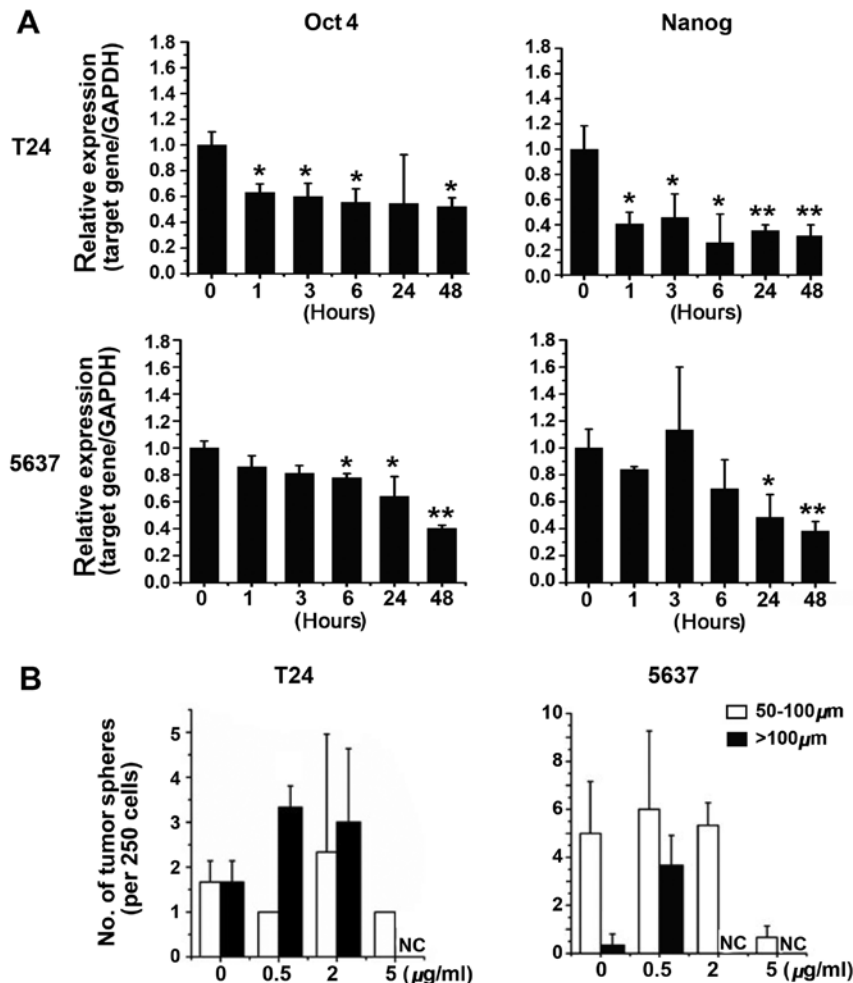 A
Oct 4
Nanog
T24
Relative expression
(target gene/GAPDH)
1.8
1.6
1.4
1.2
1.0
0.8
0.6
0.4
0.2
0.0
* * * *
0 1 3 6 24 48
(Hours)
1.8
1.6
1.4
1.2
1.0
0.8
0.6
0.4
0.2
0.0
* * * ** **
0 1 3 6 24 48
(Hours)
5637
Relative expression
(target gene/GAPDH)
1.8
1.6
1.4
1.2
1.0
0.8
0.6
0.4
0.2
0.0
* * **
0 1 3 6 24 48
(Hours)
1.8
1.6
1.4
1.2
1.0
0.8
0.6
0.4
0.2
0.0
* **
0 1 3 6 24 48
(Hours)
B
T24
5637
No. of tumor spheres
(per 250 cells)
5
4
3
2
1
0
NC
0 0.5 2 5 (µg/ml)
10
8
6
4
2
0
50-100µm
>100µm
NC NC
0 0.5 2 5 (µg/ml)